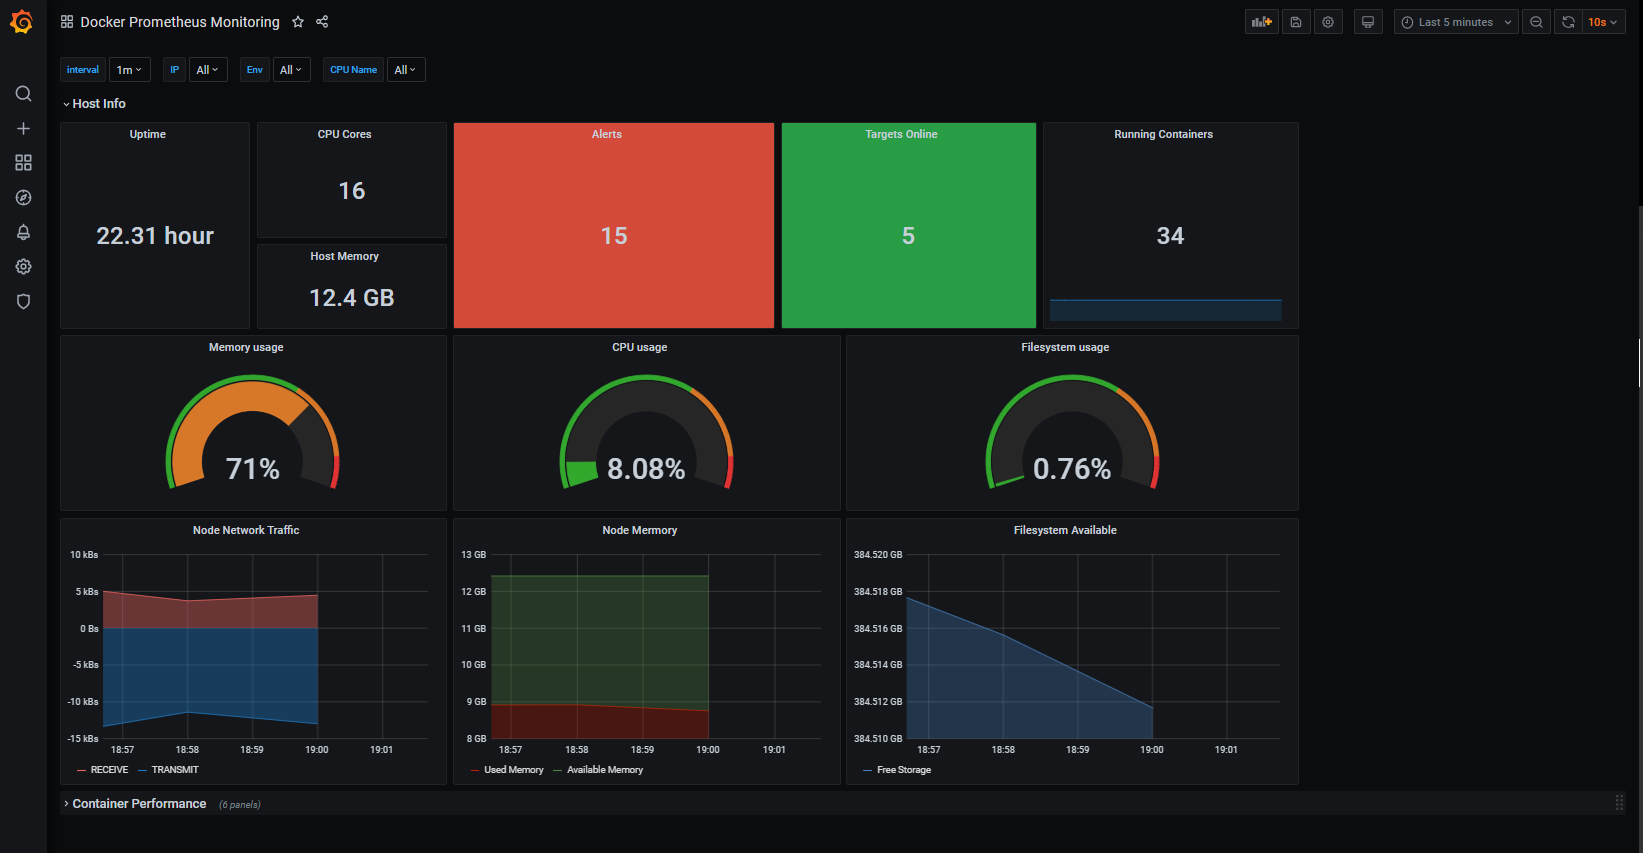 Docker Prometheus Monitoring
Last 5 minutes
10s
interval 1m IP All Env All CPU Name All
Host Info
Uptime
22.31 hour
CPU Cores
16
Host Memory
12.4 GB
Alerts
15
Targets Online
5
Running Containers
34
Memory usage
71%
CPU usage
8.08%
Filesystem usage
0.76%
Node Network Traffic
10 kBs
5 kBs
0 Bs
-5 kBs
-10 kBs
-15 kBs
18:57 18:58 18:59 19:00 19:01
RECEIVE TRANSMIT
Node Mermory
13 GB
12 GB
11 GB
10 GB
9 GB
8 GB
18:57 18:58 18:59 19:00 19:01
Used Memory Available Memory
Filesystem Available
384.520 GB
384.518 GB
384.516 GB
384.514 GB
384.512 GB
384.510 GB
18:57 18:58 18:59 19:00 19:01
Free Storage
Container Performance (6 panels)